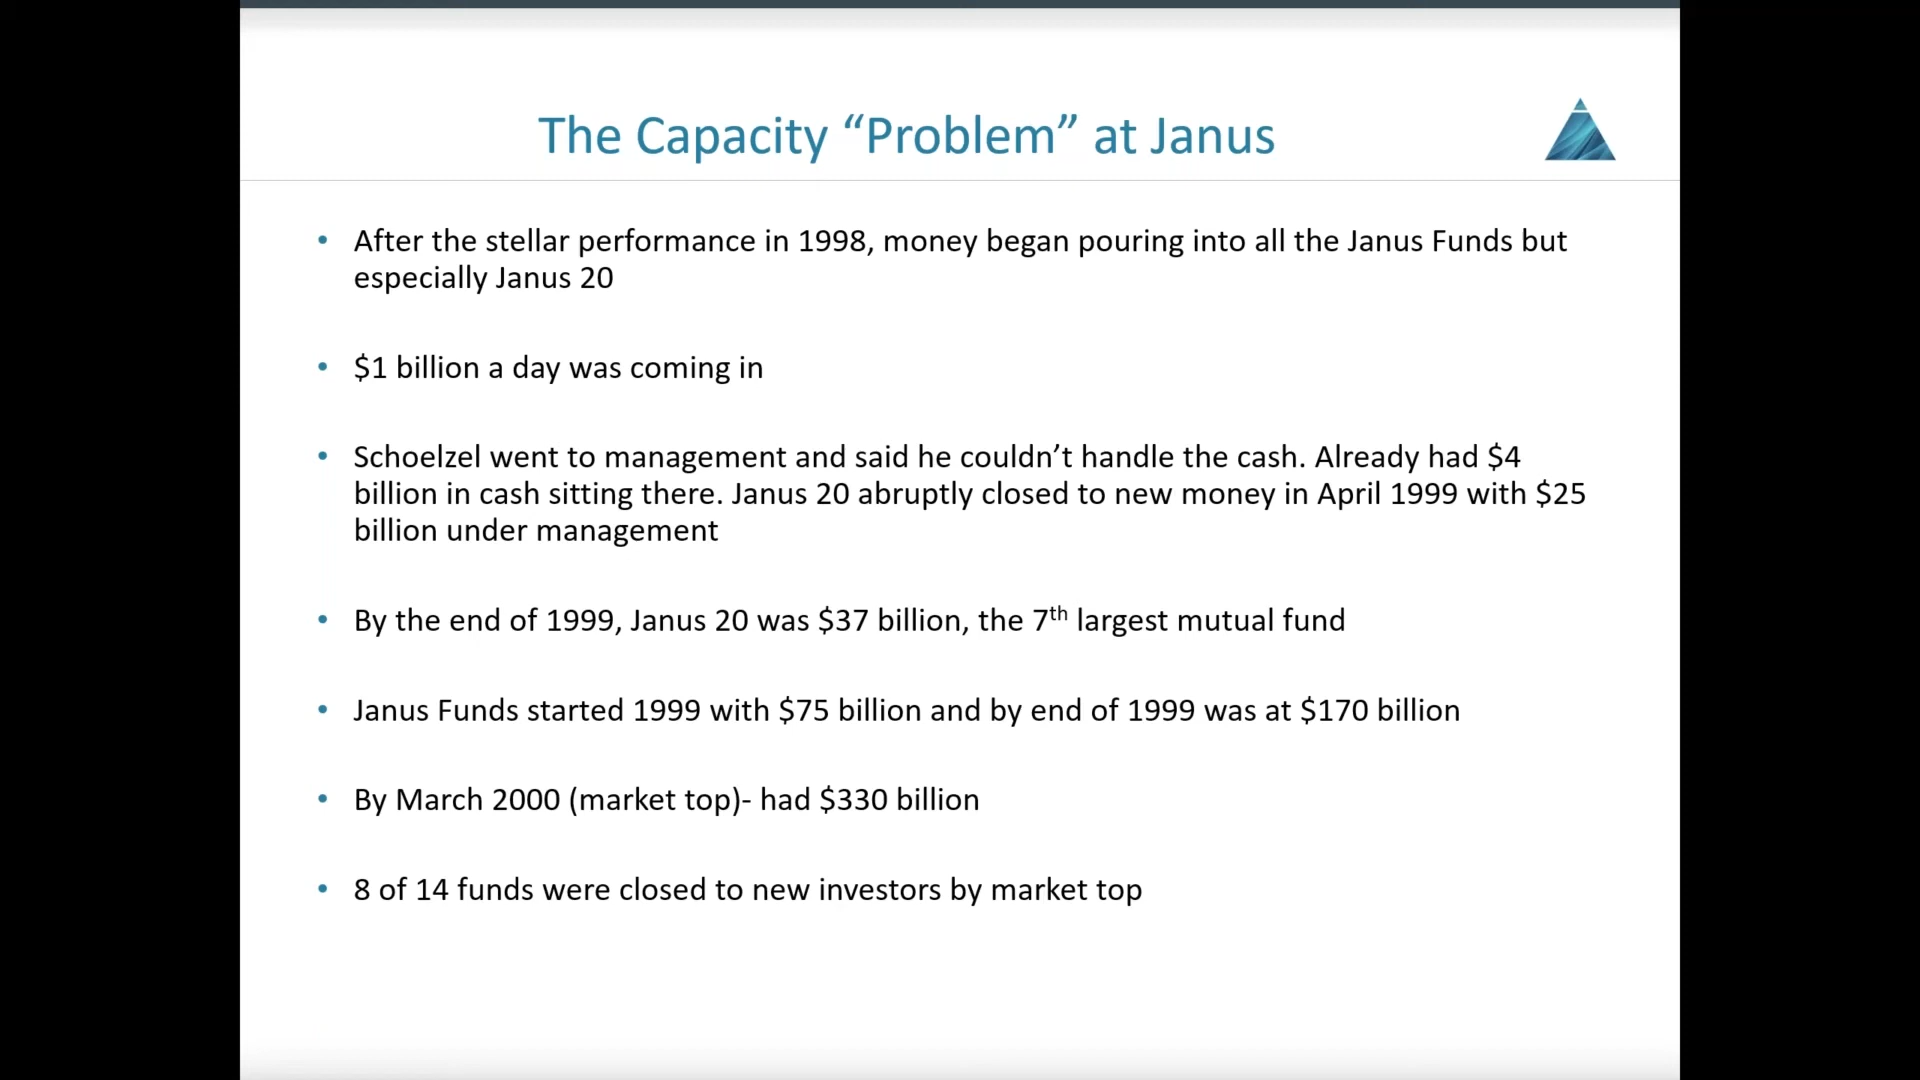 The Capacity “Problem” at Janus
• After the stellar performance in 1998, money began pouring into all the Janus Funds but
especially Janus 20
• $1 billion a day was coming in
• Schoelzel went to management and said he couldn’t handle the cash. Already had $4
billion in cash sitting there. Janus 20 abruptly closed to new money in April 1999 with $25
billion under management
• By the end of 1999, Janus 20 was $37 billion, the 7th largest mutual fund
• Janus Funds started 1999 with $75 billion and by end of 1999 was at $170 billion
• By March 2000 (market top)- had $330 billion
• 8 of 14 funds were closed to new investors by market top